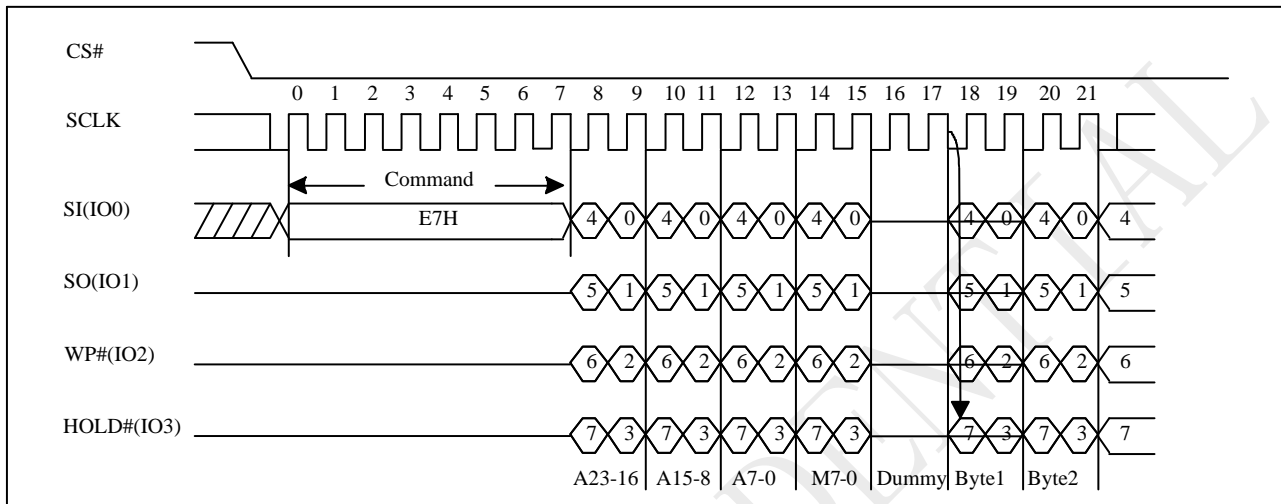 CS#
0 1 2 3 4 5 6 7 8 9 10 11 12 13 14 15 16 17 18 19 20 21
SCLK
Command
SI(IO0) E7H 4 0 4 0 4 0 4 0 4 0 4 0 4
SO(IO1) 5 1 5 1 5 1 5 1 5 1 5 1 5
WP#(IO2) 6 2 6 2 6 2 6 2 6 2 6 2 6
HOLD#(IO3) 7 3 7 3 7 3 7 3 7 3 7 3 7
A23-16 A15-8 A7-0 M7-0 Dummy Byte1 Byte2
DENTIAL